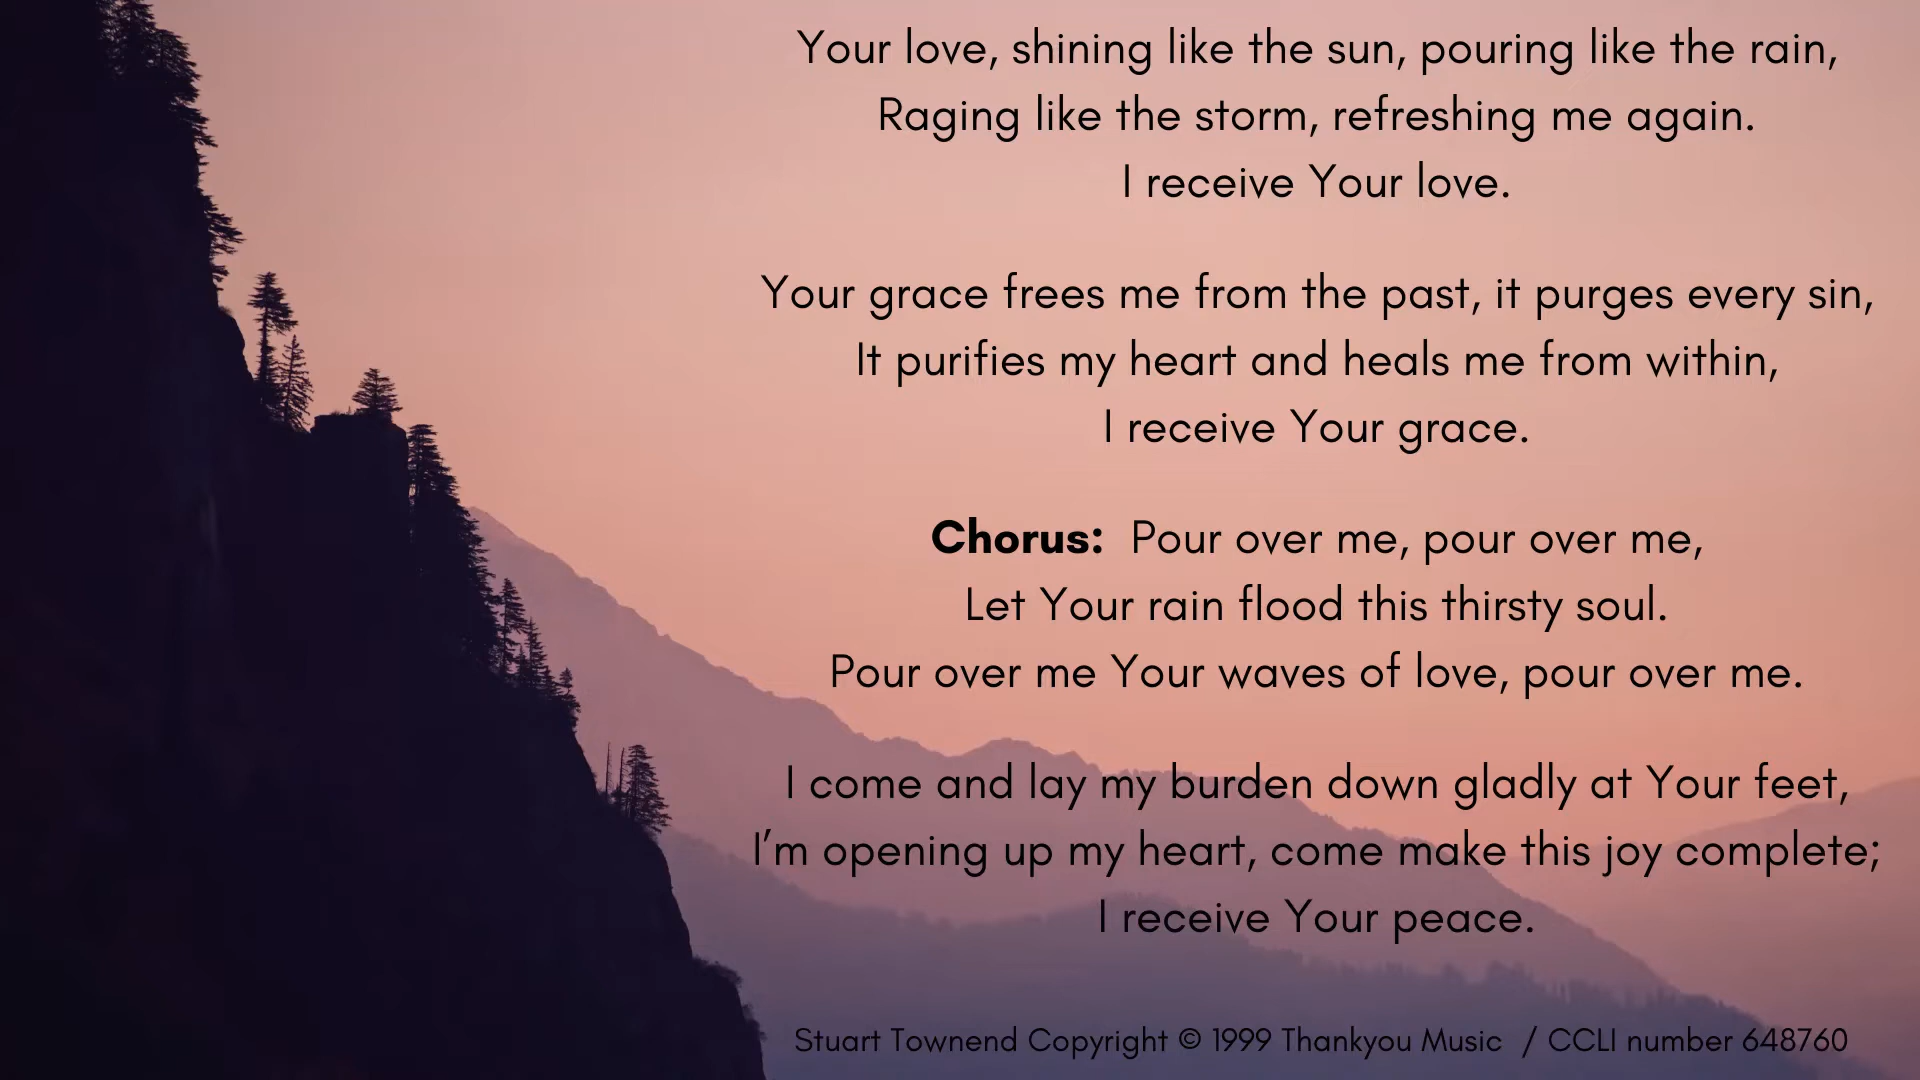 Your love, shining like the sun, pouring like the rain,
Raging like the storm, refreshing me again.
I receive Your love.
Your grace frees me from the past, it purges every sin,
It purifies my heart and heals me from within,
I receive Your grace.
Chorus:  Pour over me, pour over me,
Let Your rain flood this thirsty soul.
Pour over me Your waves of love, pour over me.
I come and lay my burden down gladly at Your feet,
I’m opening up my heart, come make this joy complete;
I receive Your peace.
Stuart Townend Copyright © 1999 Thankyou Music  / CCLI number 648760